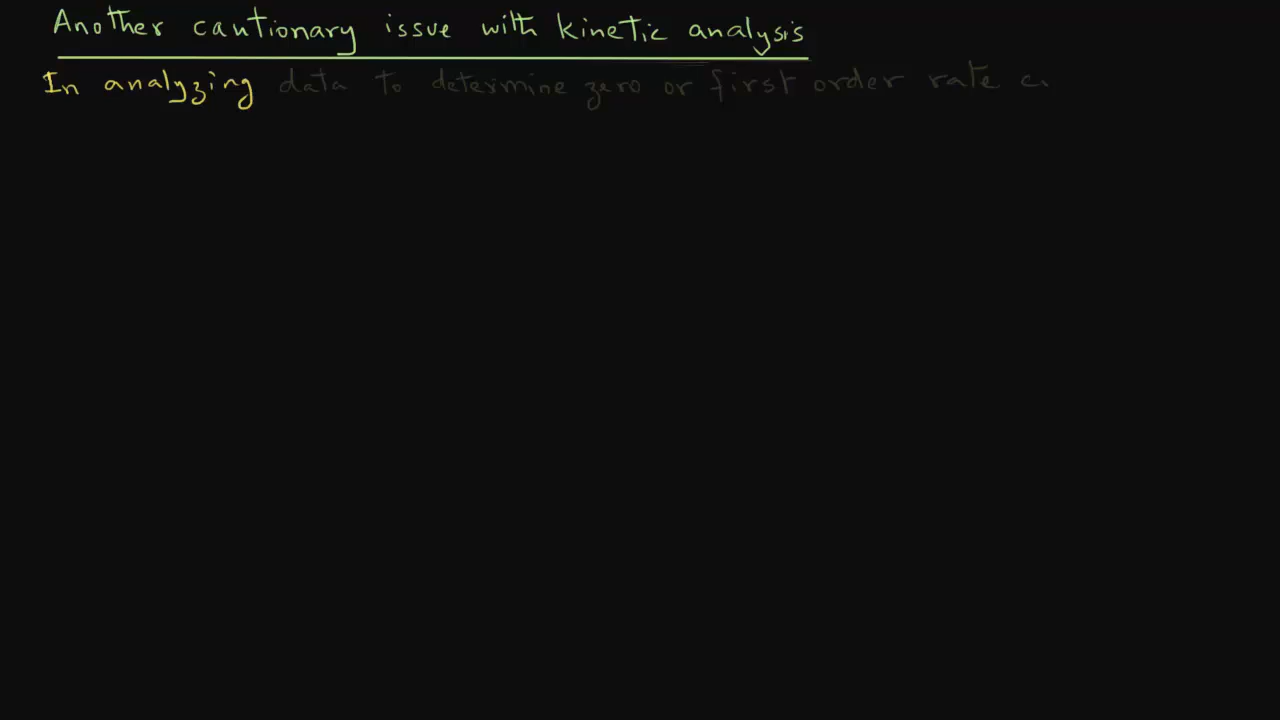 Another cautionary issue with kinetic analysis
In analyzing data to determine zero or first order rate